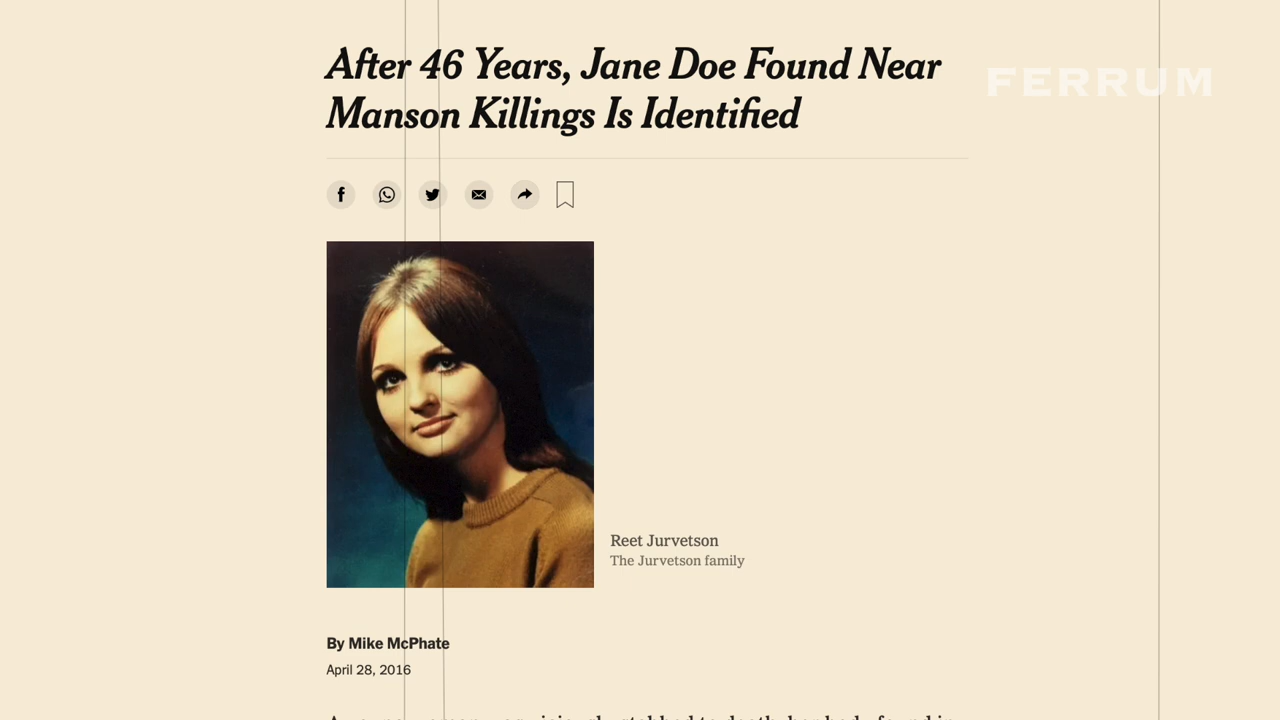 After 46 Years, Jane Doe Found Near
FERRUM
Manson Killings Is Identified
Reet Jurvetson
The Jurvetson family
By Mike McPhate
April 28, 2016